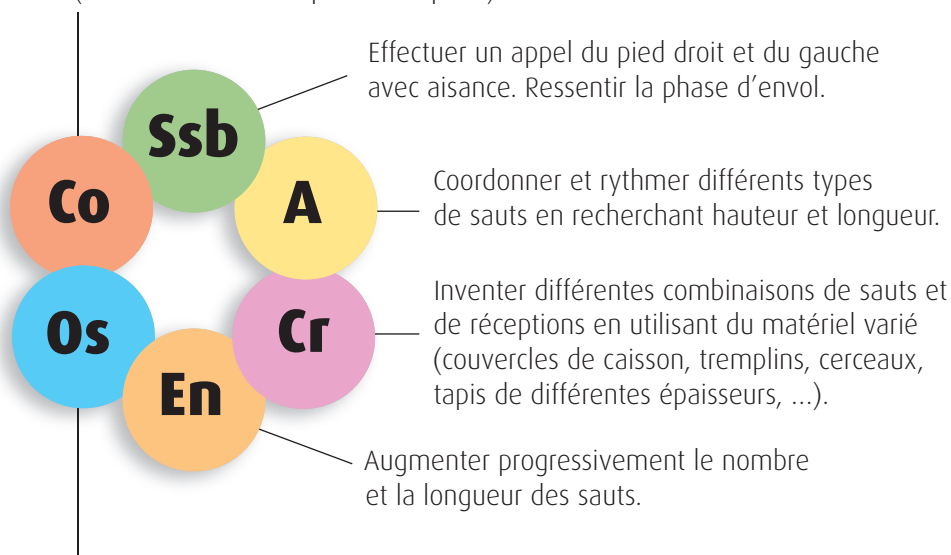 Effectuer un appel du pied droit et du gauche
avec aisance. Ressentir la phase d’envol.
Ssb
Co
A
Coordonner et rythmer différents types
de sauts en recherchant hauteur et longueur.
Os
Cr
Inventer différentes combinaisons de sauts et
de réceptions en utilisant du matériel varié
(couvercles de caisson, tremplins, cerceaux,
tapis de différentes épaisseurs, ...).
En
Augmenter progressivement le nombre
et la longueur des sauts.